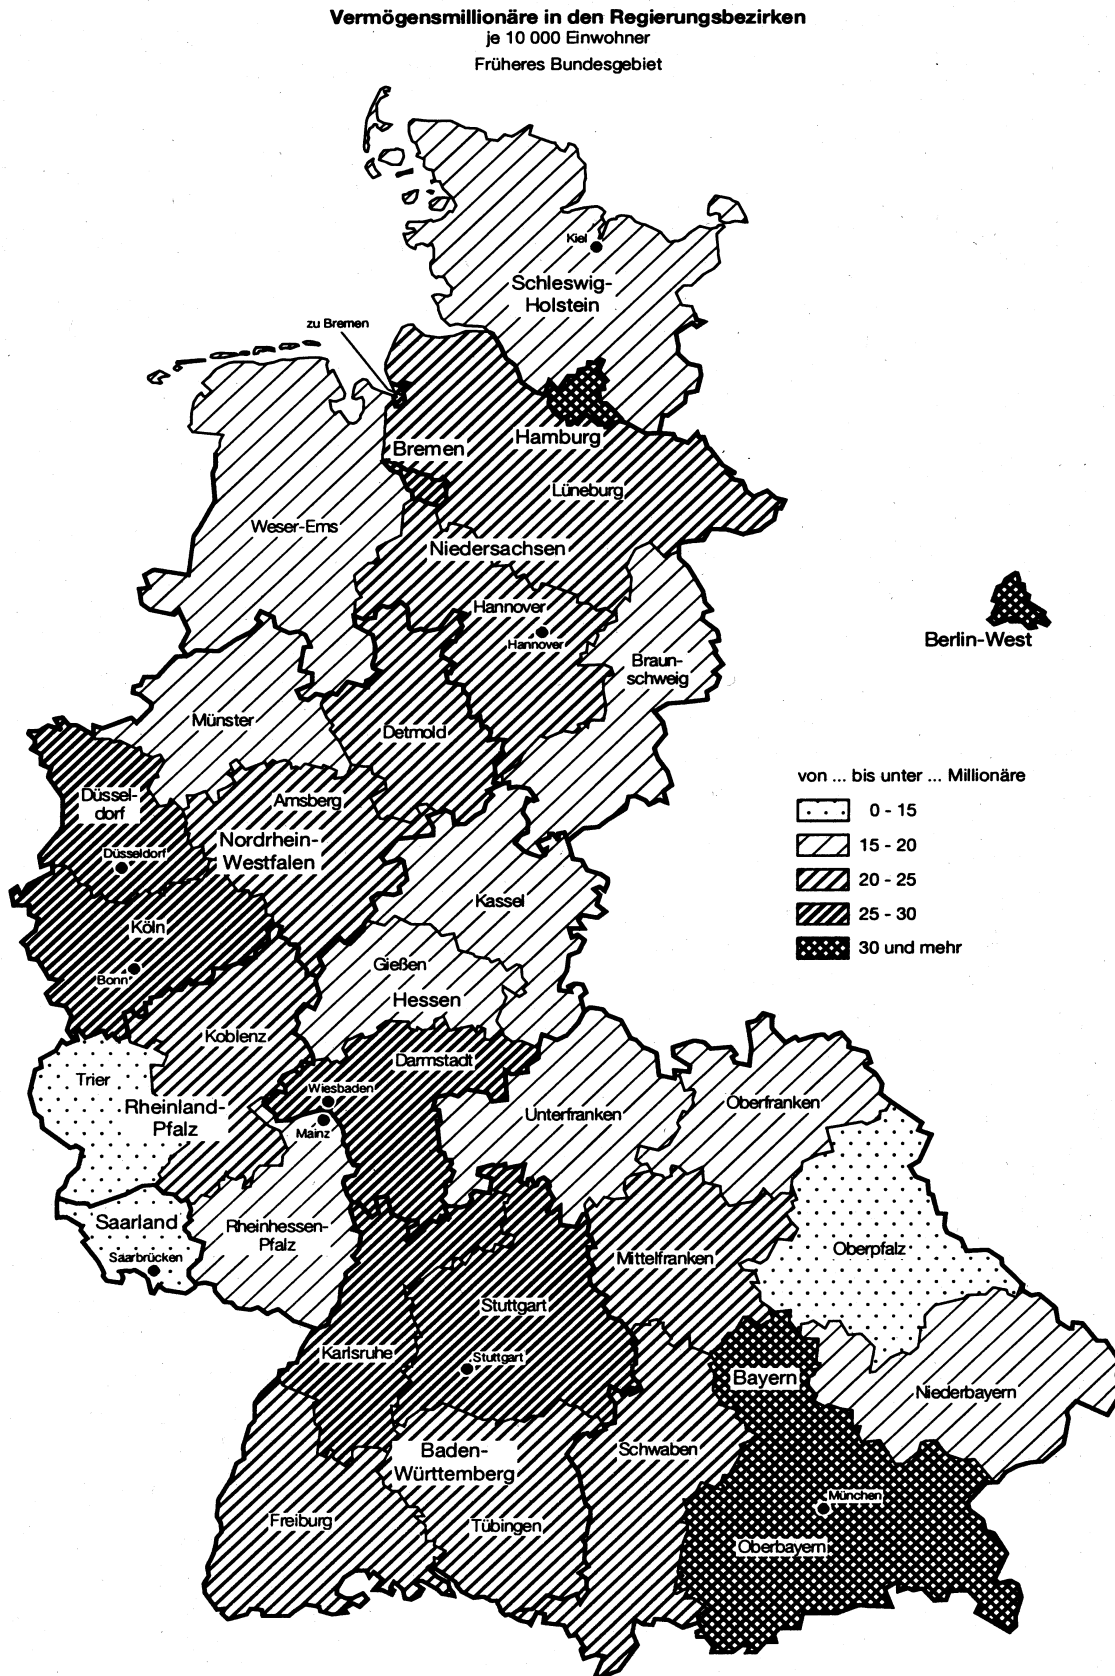 Vermögensmillionäre in den Regierungsbezirken
je 10 000 Einwohner
Früheres Bundesgebiet
Kiel
Schleswig-
Holstein
zu Bremen
Hamburg
Bremen
Lüneburg
Weser-Ems
Niedersachsen
Hannover
Hannover
Berlin-West
Braun-
schweig
Münster
Detmold
von ... bis unter ... Millionäre
0 - 15
15 - 20
20 - 25
25 - 30
30 und mehr
Düssel-
dorf
Arnsberg
Nordrhein-
Westfalen
Düsseldorf
Kassel
Köln
Gießen
Bonn
Hessen
Koblenz
Darmstadt
Trier
Wiesbaden
Rheinland-
Pfalz
Mainz
Unterfranken
Oberfranken
Saarland
Rheinhessen-
Pfalz
Saarbrücken
Mittelfranken
Oberpfalz
Stuttgart
Karlsruhe
Stuttgart
Bayern
Niederbayern
Baden-
Württemberg
Schwaben
München
Freiburg
Tübingen
Oberbayern